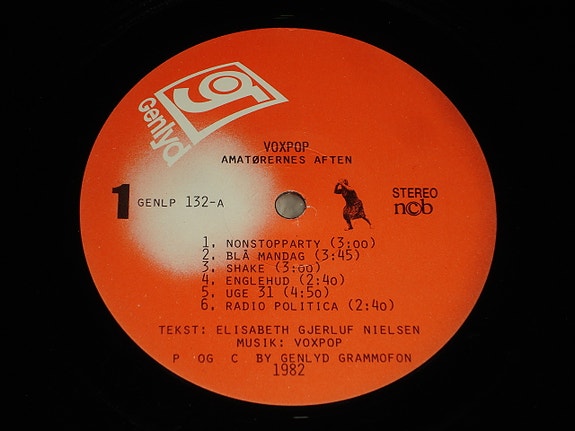 Genlyd
VOXPOP
AMATØRERNES AFTEN
1 GENLP 132-A
STEREO
ncb
1. NONSTOPPARTY (3:00)
2. BLÅ MANDAG (3:45)
3. SHAKE (3:00)
4. ENGLEHUD (2:40)
5. UGE 31 (4:50)
6. RADIO POLITICA (2:40)
TEKST: ELISABETH GJERLUF NIELSEN
MUSIK: VOXPOP
P OG C BY GENLYD GRAMMOFON
1982